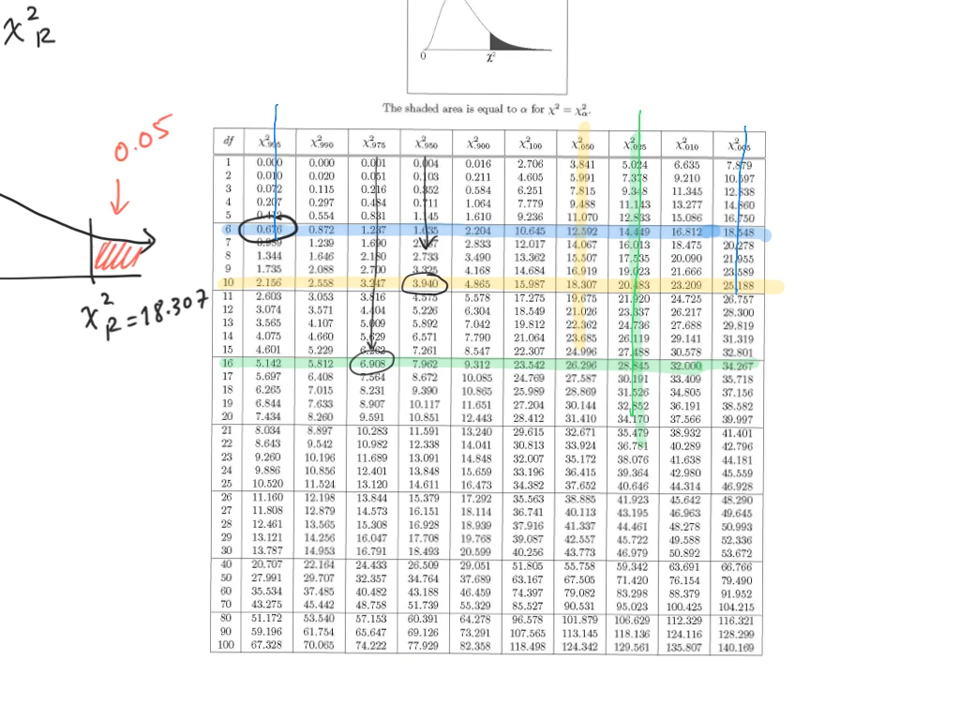 χ²R
0 χ²
The shaded area is equal to α for χ² = χ²α.
0.05
χ²R = 18.307
df χ².995 χ².990 χ².975 χ².950 χ².900 χ².100 χ².050 χ².025 χ².010 χ².005
1 0.000 0.000 0.001 0.004 0.016 2.706 3.841 5.024 6.635 7.879
2 0.010 0.020 0.051 0.103 0.211 4.605 5.991 7.378 9.210 10.597
3 0.072 0.115 0.216 0.352 0.584 6.251 7.815 9.348 11.345 12.838
4 0.207 0.297 0.484 0.711 1.064 7.779 9.488 11.143 13.277 14.860
5 0.412 0.554 0.831 1.145 1.610 9.236 11.070 12.833 15.086 16.750
6 0.676 0.872 1.237 1.635 2.204 10.645 12.592 14.449 16.812 18.548
7 0.989 1.239 1.690 2.167 2.833 12.017 14.067 16.013 18.475 20.278
8 1.344 1.646 2.180 2.733 3.490 13.362 15.507 17.535 20.090 21.955
9 1.735 2.088 2.700 3.325 4.168 14.684 16.919 19.023 21.666 23.589
10 2.156 2.558 3.247 3.940 4.865 15.987 18.307 20.483 23.209 25.188
11 2.603 3.053 3.816 4.575 5.578 17.275 19.675 21.920 24.725 26.757
12 3.074 3.571 4.404 5.226 6.304 18.549 21.026 23.337 26.217 28.300
13 3.565 4.107 5.009 5.892 7.042 19.812 22.362 24.736 27.688 29.819
14 4.075 4.660 5.629 6.571 7.790 21.064 23.685 26.119 29.141 31.319
15 4.601 5.229 6.262 7.261 8.547 22.307 24.996 27.488 30.578 32.801
16 5.142 5.812 6.908 7.962 9.312 23.542 26.296 28.845 32.000 34.267
17 5.697 6.408 7.564 8.672 10.085 24.769 27.587 30.191 33.409 35.718
18 6.265 7.015 8.231 9.390 10.865 25.989 28.869 31.526 34.805 37.156
19 6.844 7.633 8.907 10.117 11.651 27.204 30.144 32.852 36.191 38.582
20 7.434 8.260 9.591 10.851 12.443 28.412 31.410 34.170 37.566 39.997
21 8.034 8.897 10.283 11.591 13.240 29.615 32.671 35.479 38.932 41.401
22 8.643 9.542 10.982 12.338 14.041 30.813 33.924 36.781 40.289 42.796
23 9.260 10.196 11.689 13.091 14.848 32.007 35.172 38.076 41.638 44.181
24 9.886 10.856 12.401 13.848 15.659 33.196 36.415 39.364 42.980 45.559
25 10.520 11.524 13.120 14.611 16.473 34.382 37.652 40.646 44.314 46.928
26 11.160 12.198 13.844 15.379 17.292 35.563 38.885 41.923 45.642 48.290
27 11.808 12.879 14.573 16.151 18.114 36.741 40.113 43.195 46.963 49.645
28 12.461 13.565 15.308 16.928 18.939 37.916 41.337 44.461 48.278 50.993
29 13.121 14.256 16.047 17.708 19.768 39.087 42.557 45.722 49.588 52.336
30 13.787 14.953 16.791 18.493 20.599 40.256 43.773 46.979 50.892 53.672
40 20.707 22.164 24.433 26.509 29.051 51.805 55.758 59.342 63.691 66.766
50 27.991 29.707 32.357 34.764 37.689 63.167 67.505 71.420 76.154 79.490
60 35.534 37.485 40.482 43.188 46.459 74.397 79.082 83.298 88.379 91.952
70 43.275 45.442 48.758 51.739 55.329 85.527 90.531 95.023 100.425 104.215
80 51.172 53.540 57.153 60.391 64.278 96.578 101.879 106.629 112.329 116.321
90 59.196 61.754 65.647 69.126 73.291 107.565 113.145 118.136 124.116 128.299
100 67.328 70.065 74.222 77.929 82.358 118.498 124.342 129.561 135.807 140.169